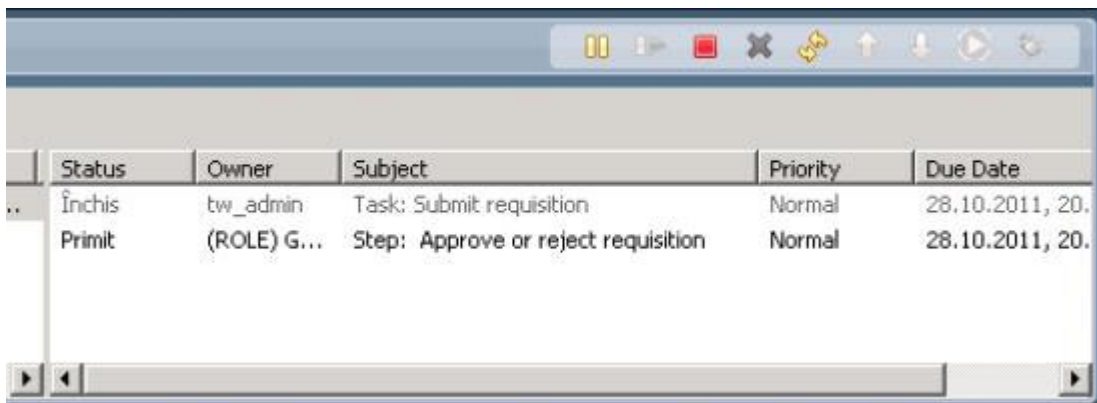 Status Owner Subject Priority Due Date
.. Închis tw_admin Task: Submit requisition Normal 28.10.2011, 20.
Primit (ROLE) G... Step: Approve or reject requisition Normal 28.10.2011, 20.